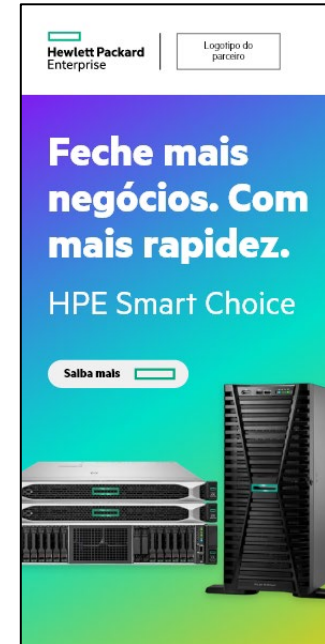 Hewlett Packard
Enterprise
Logotipo do
parceiro
Feche mais
negócios. Com
mais rapidez.
HPE Smart Choice
Saiba mais